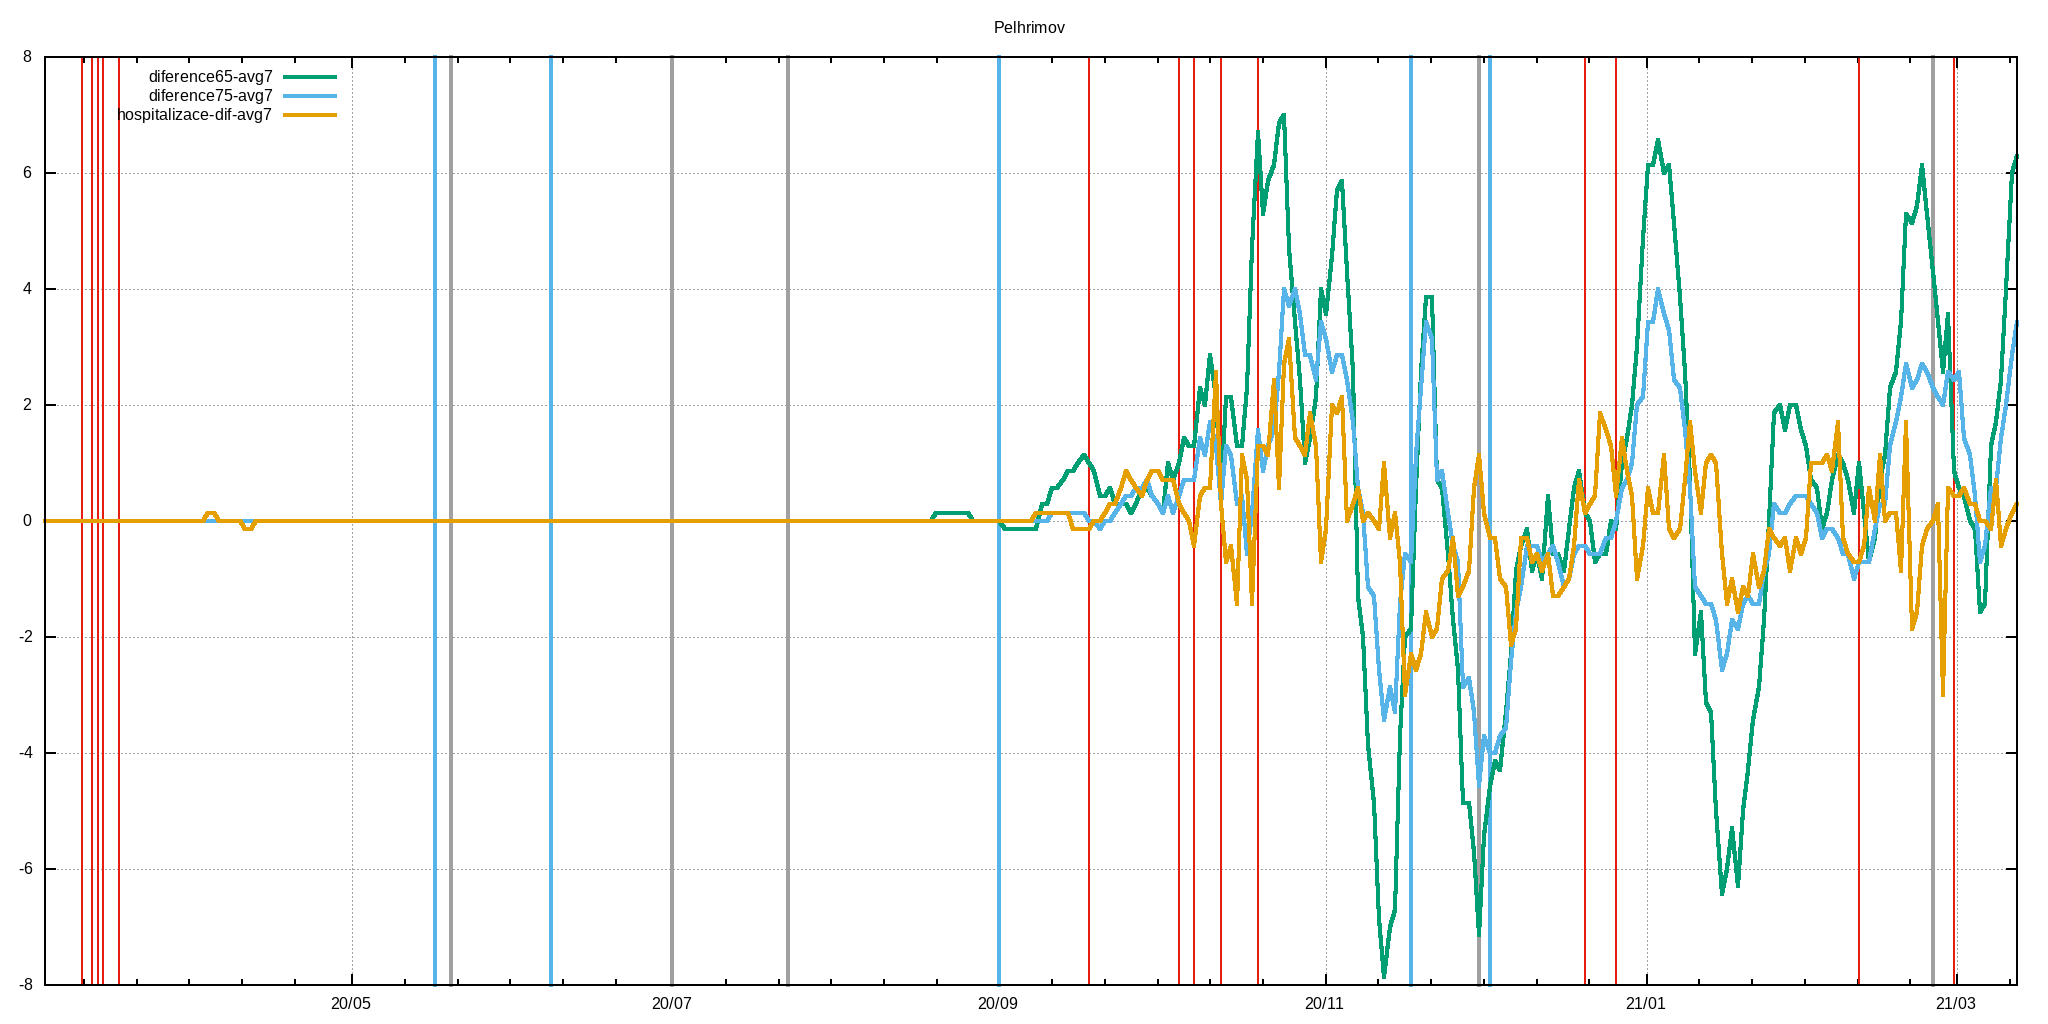 Pelhrimov
8
diference65-avg7
diference75-avg7
hospitalizace-dif-avg7
6
4
2
0
-2
-4
-6
-8
20/05 20/07 20/09 20/11 21/01 21/03